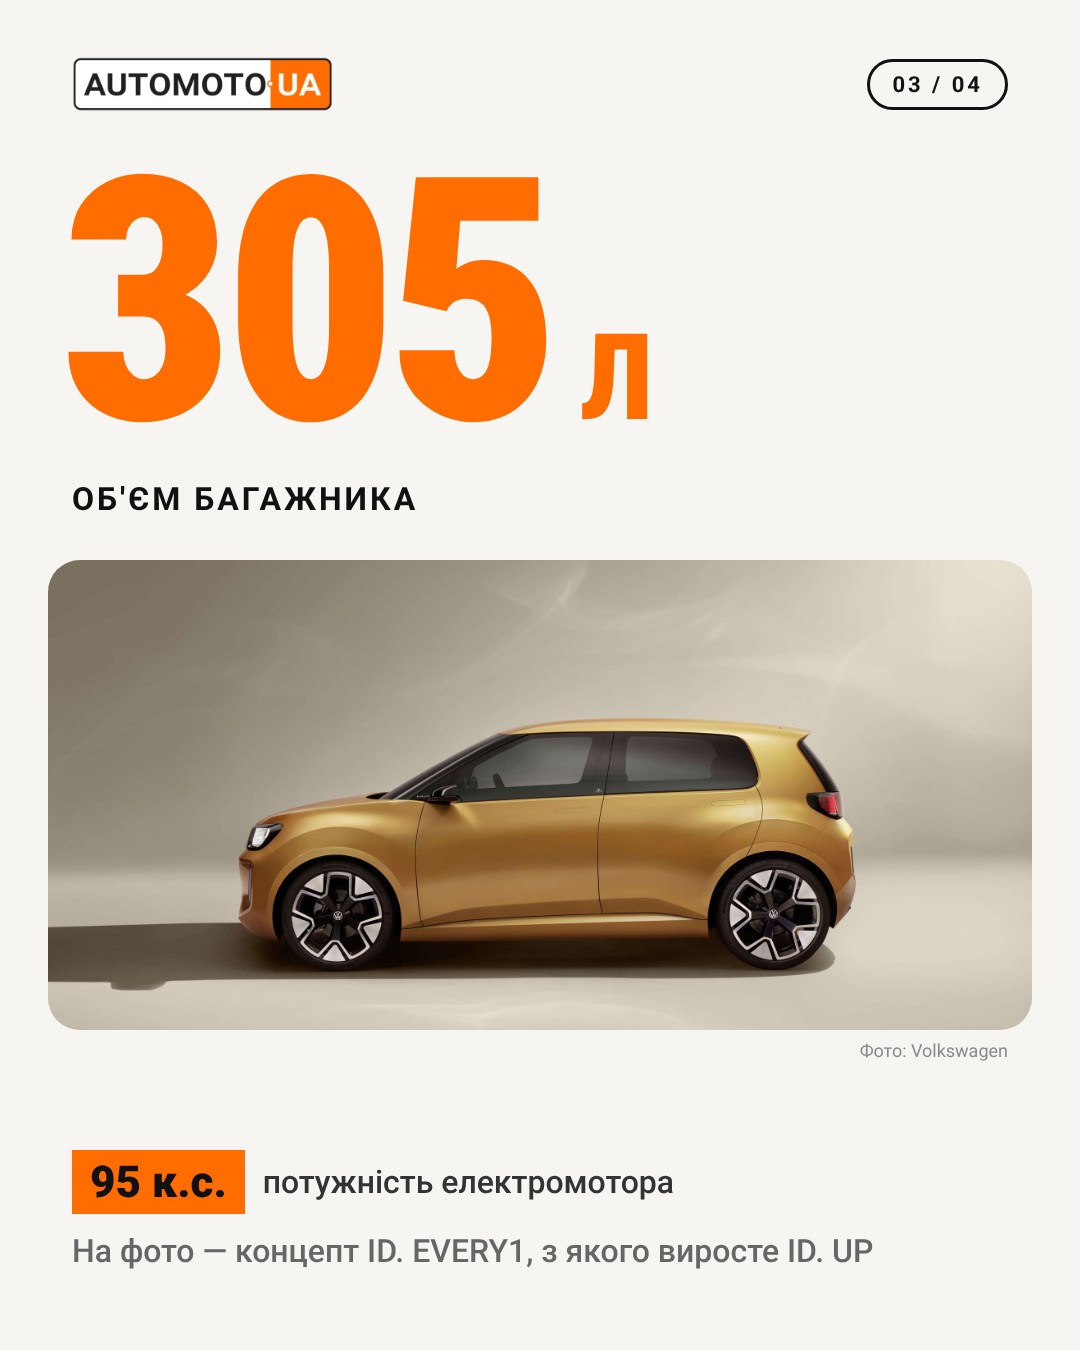 AUTOMOTO.UA
03 / 04
305 л
ОБ'ЄМ БАГАЖНИКА
Фото: Volkswagen
95 к.с. потужність електромотора
На фото — концепт ID. EVERY1, з якого виросте ID. UP